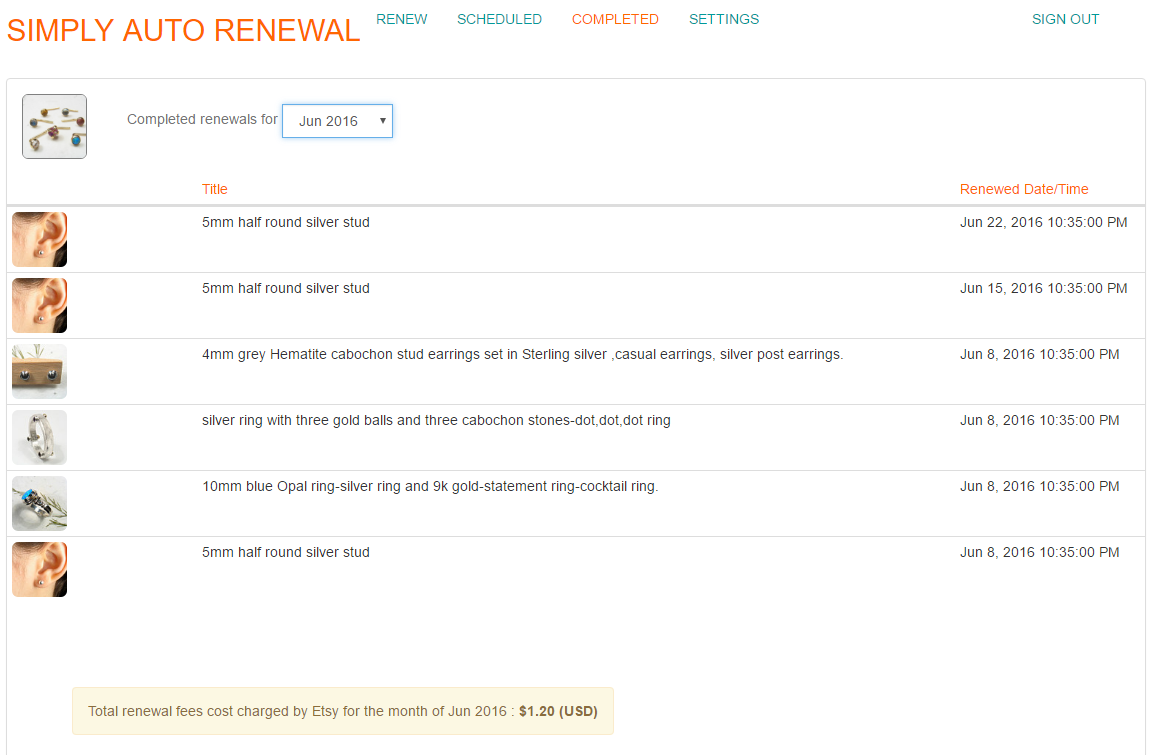 SIMPLY AUTO RENEWAL
RENEW SCHEDULED COMPLETED SETTINGS SIGN OUT
Completed renewals for Jun 2016
Title Renewed Date/Time
5mm half round silver stud Jun 22, 2016 10:35:00 PM
5mm half round silver stud Jun 15, 2016 10:35:00 PM
4mm grey Hematite cabochon stud earrings set in Sterling silver ,casual earrings, silver post earrings. Jun 8, 2016 10:35:00 PM
silver ring with three gold balls and three cabochon stones-dot,dot,dot ring Jun 8, 2016 10:35:00 PM
10mm blue Opal ring-silver ring and 9k gold-statement ring-cocktail ring. Jun 8, 2016 10:35:00 PM
5mm half round silver stud Jun 8, 2016 10:35:00 PM
Total renewal fees cost charged by Etsy for the month of Jun 2016 : $1.20 (USD)